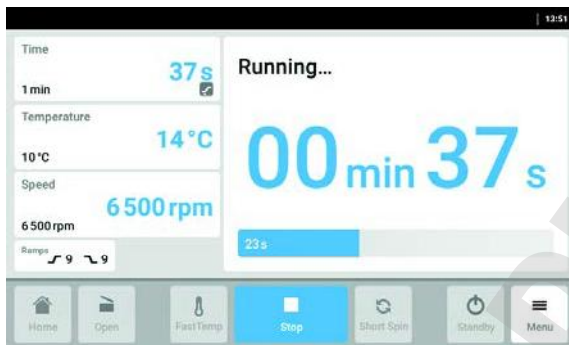 12:51
Time
37 s
1 min
Temperature
14 °C
10 °C
Speed
6 500 rpm
6 500 rpm
Ramps
9 9
Running...
00 min 37 s
23 s
Home Open FastTemp Stop Short Spin Standby Menu